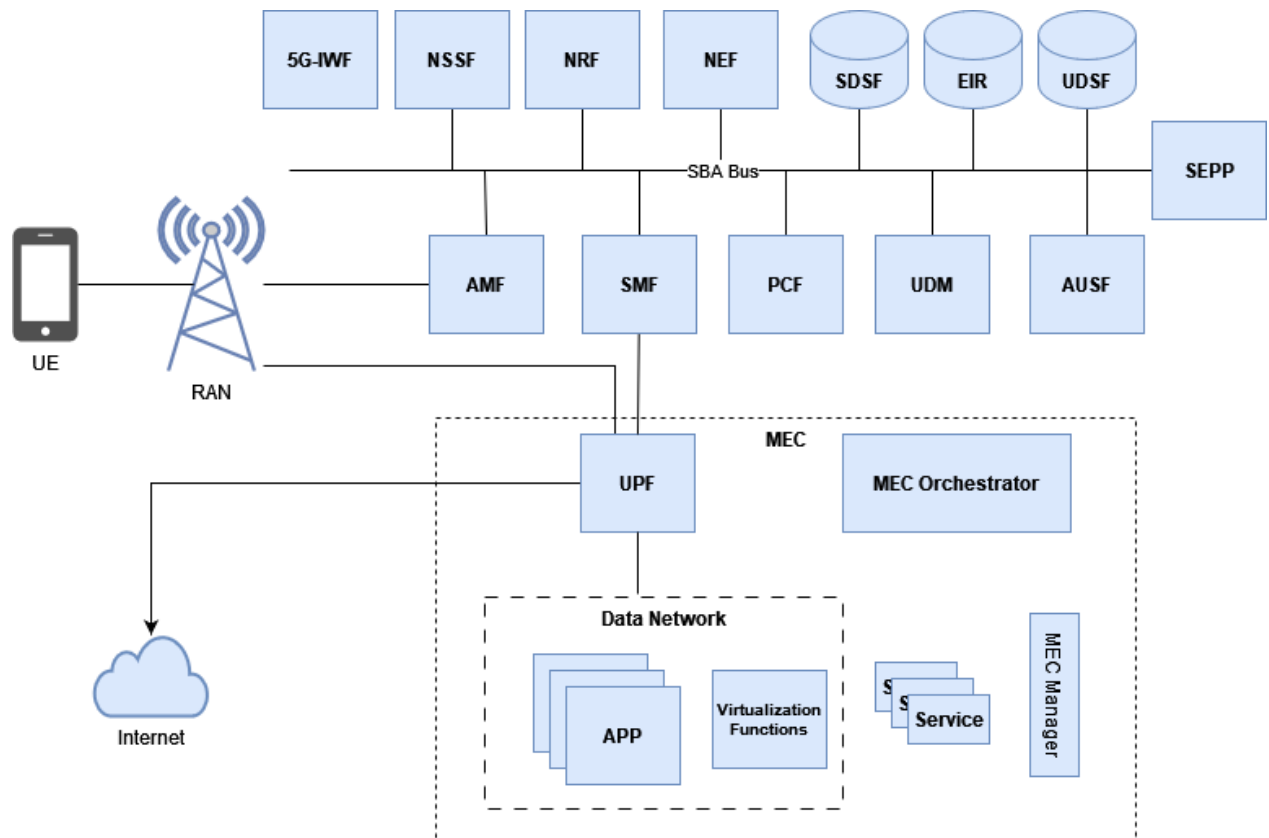 5G-IWF
NSSF
NRF
NEF
SDSF
EIR
UDSF
SBA Bus
SEPP
AMF
SMF
PCF
UDM
AUSF
UE
RAN
MEC
UPF
MEC Orchestrator
Data Network
APP
Virtualization
Functions
S
S
Service
MEC Manager
Internet